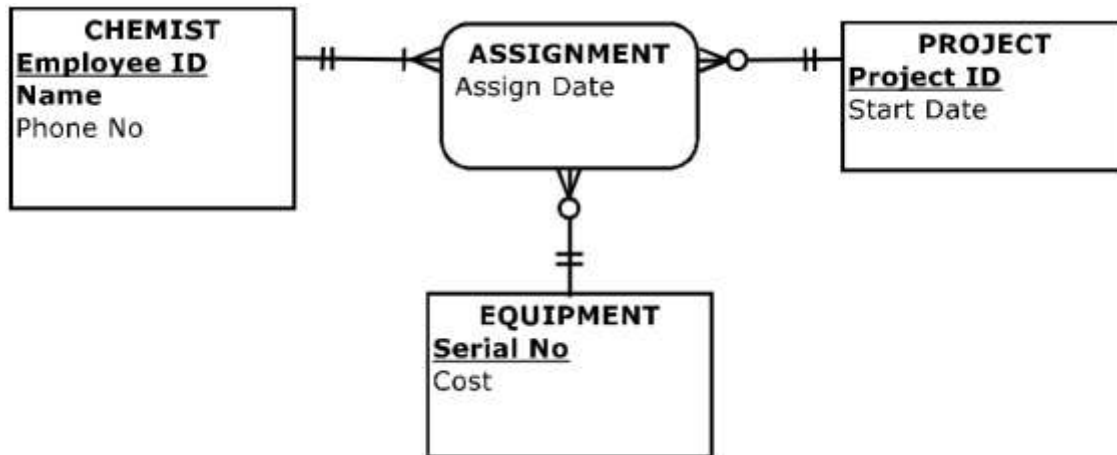 CHEMIST
Employee ID
Name
Phone No
ASSIGNMENT
Assign Date
PROJECT
Project ID
Start Date
EQUIPMENT
Serial No
Cost